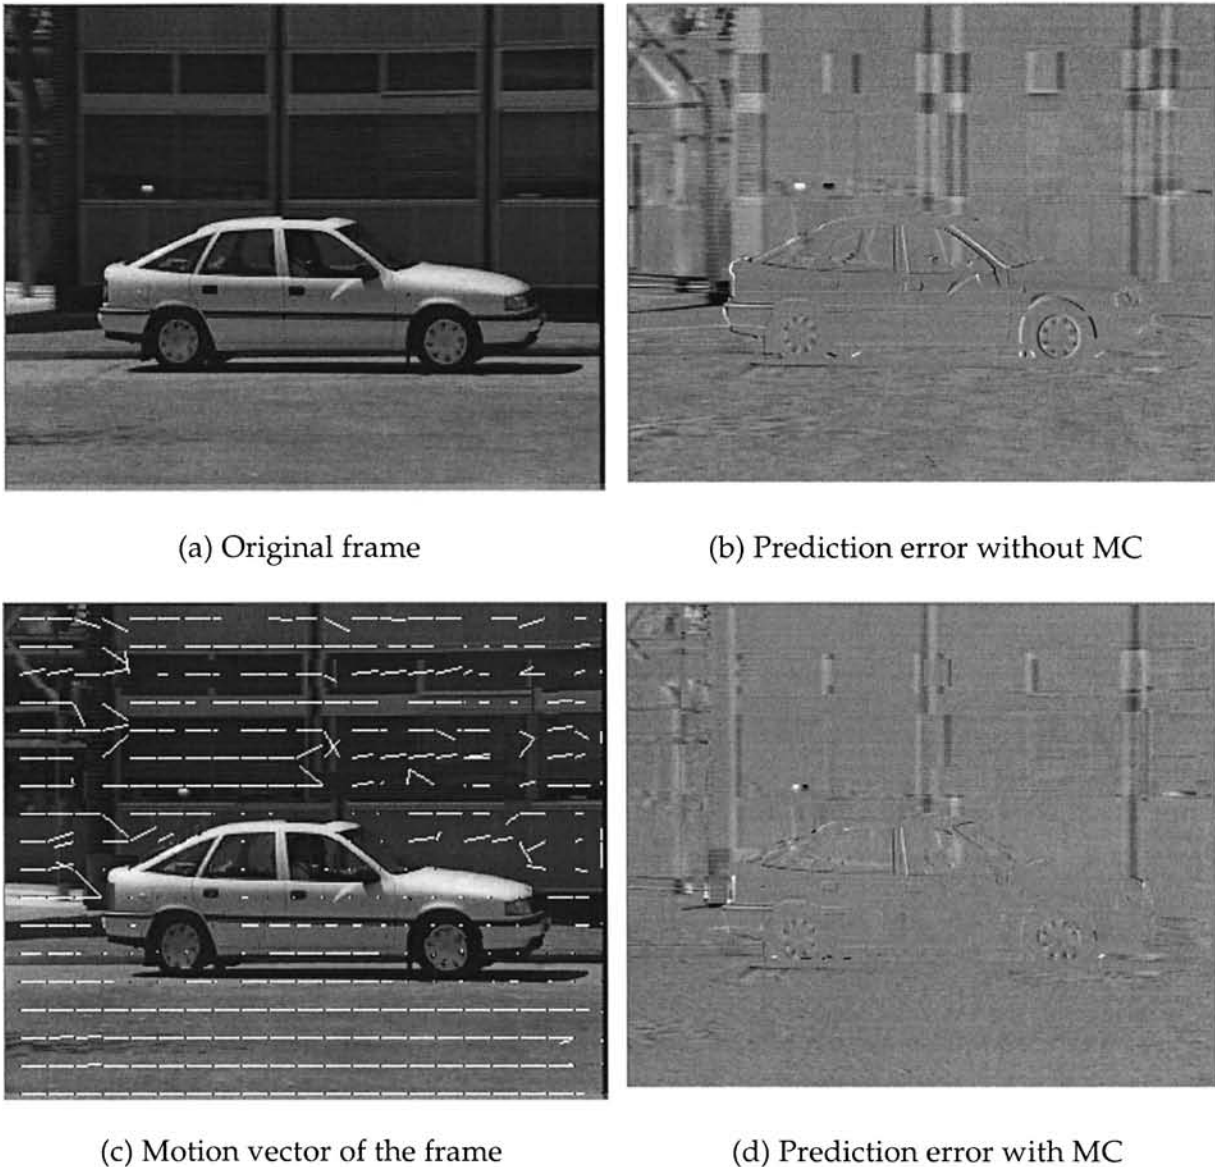 (a) Original frame
(b) Prediction error without MC
(c) Motion vector of the frame
(d) Prediction error with MC